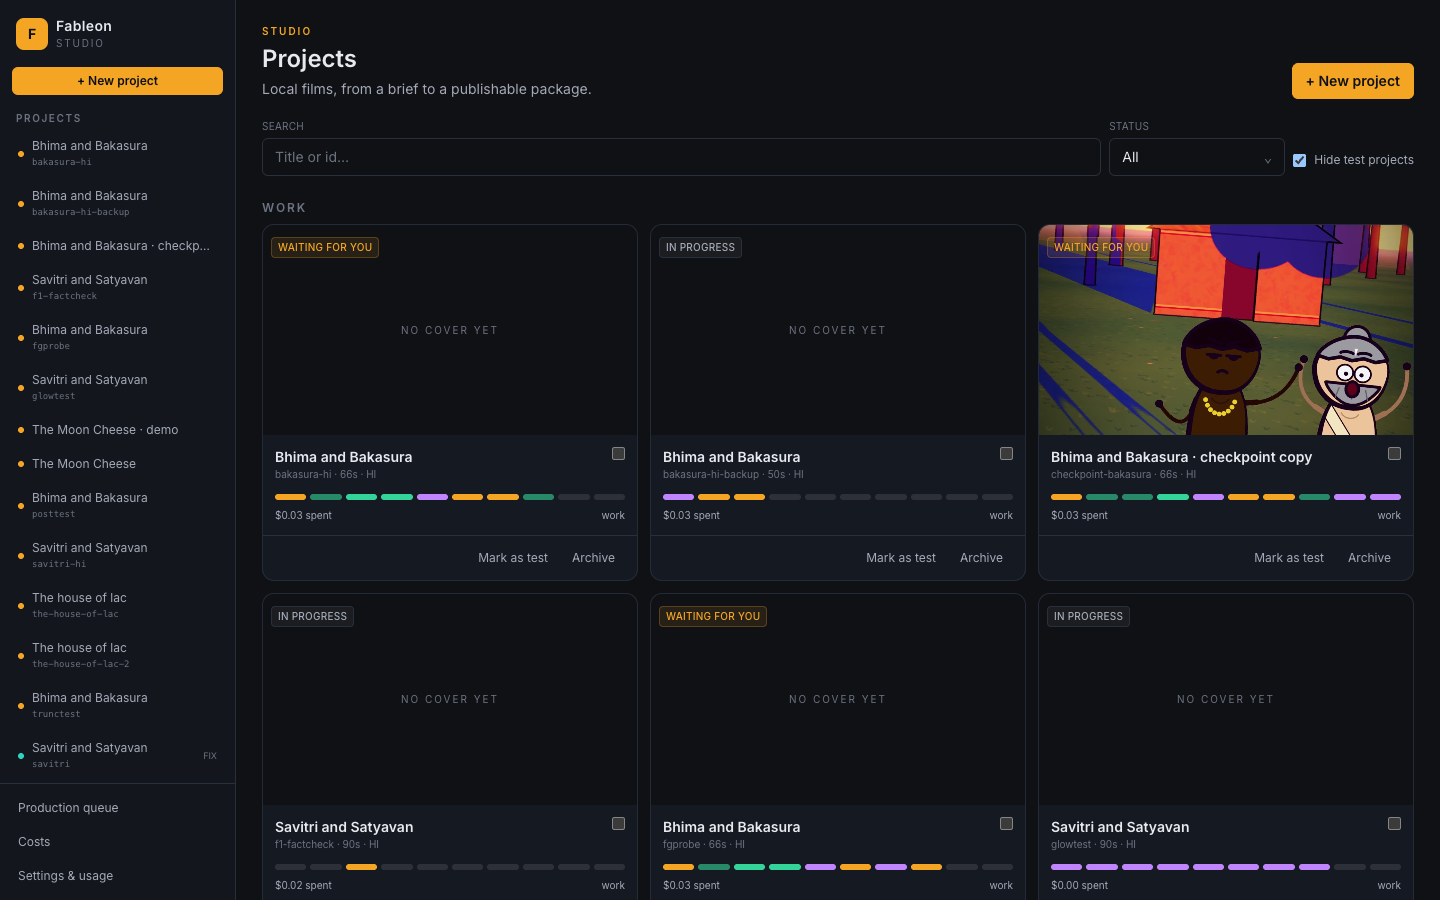 F
Fableon
STUDIO
+ New project
PROJECTS
Bhima and Bakasura
bakasura-hi
Bhima and Bakasura
bakasura-hi-backup
Bhima and Bakasura · checkp...
Savitri and Satyavan
f1-factcheck
Bhima and Bakasura
fgprobe
Savitri and Satyavan
glowtest
The Moon Cheese · demo
The Moon Cheese
Bhima and Bakasura
posttest
Savitri and Satyavan
savitri-hi
The house of lac
the-house-of-lac
The house of lac
the-house-of-lac-2
Bhima and Bakasura
trunctest
Savitri and Satyavan
savitri
FIX
Production queue
Costs
Settings & usage
STUDIO
Projects
Local films, from a brief to a publishable package.
+ New project
SEARCH
Title or id...
STATUS
All
Hide test projects
WORK
WAITING FOR YOU
NO COVER YET
Bhima and Bakasura
bakasura-hi · 66s · HI
$0.03 spent work
Mark as test Archive
IN PROGRESS
NO COVER YET
Bhima and Bakasura
bakasura-hi-backup · 50s · HI
$0.03 spent work
Mark as test Archive
WAITING FOR YOU
Bhima and Bakasura · checkpoint copy
checkpoint-bakasura · 66s · HI
$0.03 spent work
Mark as test Archive
IN PROGRESS
NO COVER YET
Savitri and Satyavan
f1-factcheck · 90s · HI
$0.02 spent work
WAITING FOR YOU
NO COVER YET
Bhima and Bakasura
fgprobe · 66s · HI
$0.03 spent work
IN PROGRESS
NO COVER YET
Savitri and Satyavan
glowtest · 90s · HI
$0.00 spent work